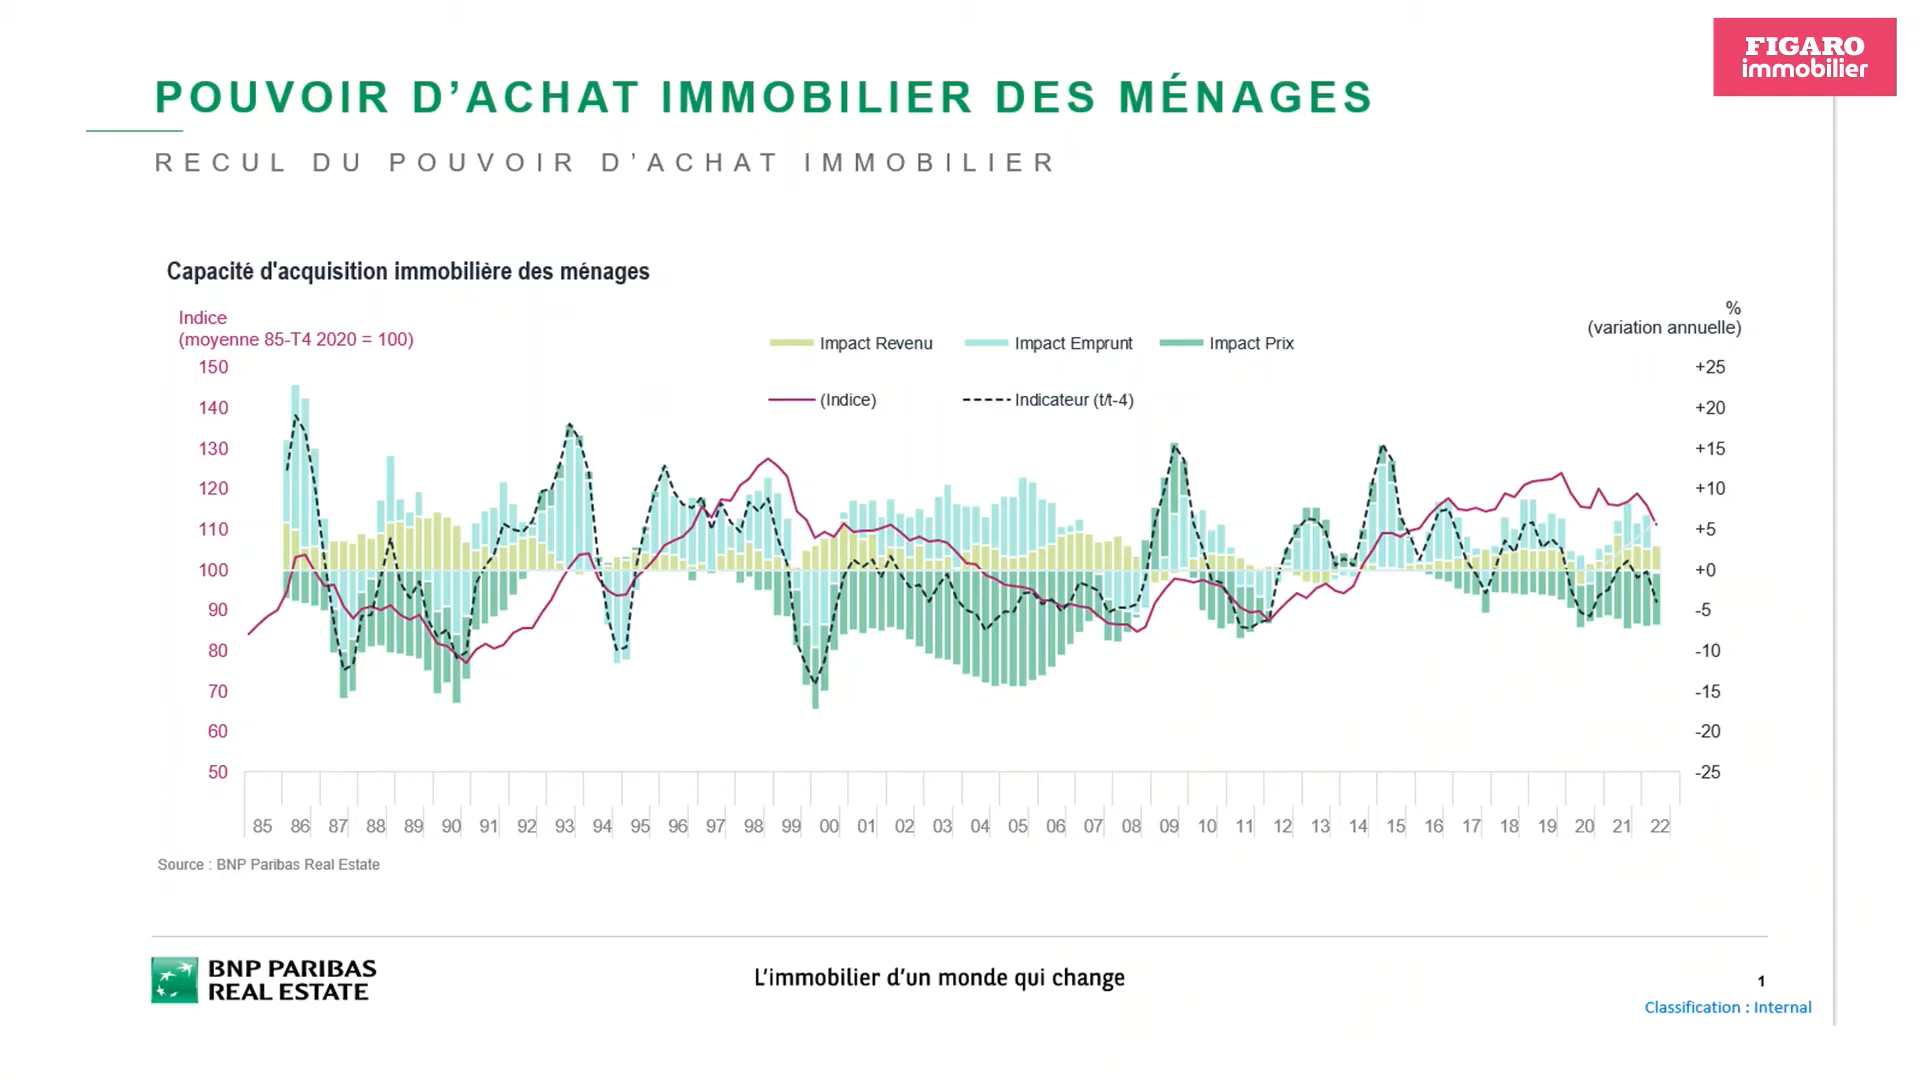 FIGARO
immobilier
POUVOIR D’ACHAT IMMOBILIER DES MÉNAGES
RECUL DU POUVOIR D’ACHAT IMMOBILIER
Capacité d'acquisition immobilière des ménages
Indice
(moyenne 85-T4 2020 = 100)
%
(variation annuelle)
Impact Revenu
Impact Emprunt
Impact Prix
(Indice)
Indicateur (t/t-4)
150
140
130
120
110
100
90
80
70
60
50
+25
+20
+15
+10
+5
+0
-5
-10
-15
-20
-25
85 86 87 88 89 90 91 92 93 94 95 96 97 98 99 00 01 02 03 04 05 06 07 08 09 10 11 12 13 14 15 16 17 18 19 20 21 22
Source : BNP Paribas Real Estate
BNP PARIBAS
REAL ESTATE
L’immobilier d’un monde qui change
1
Classification : Internal